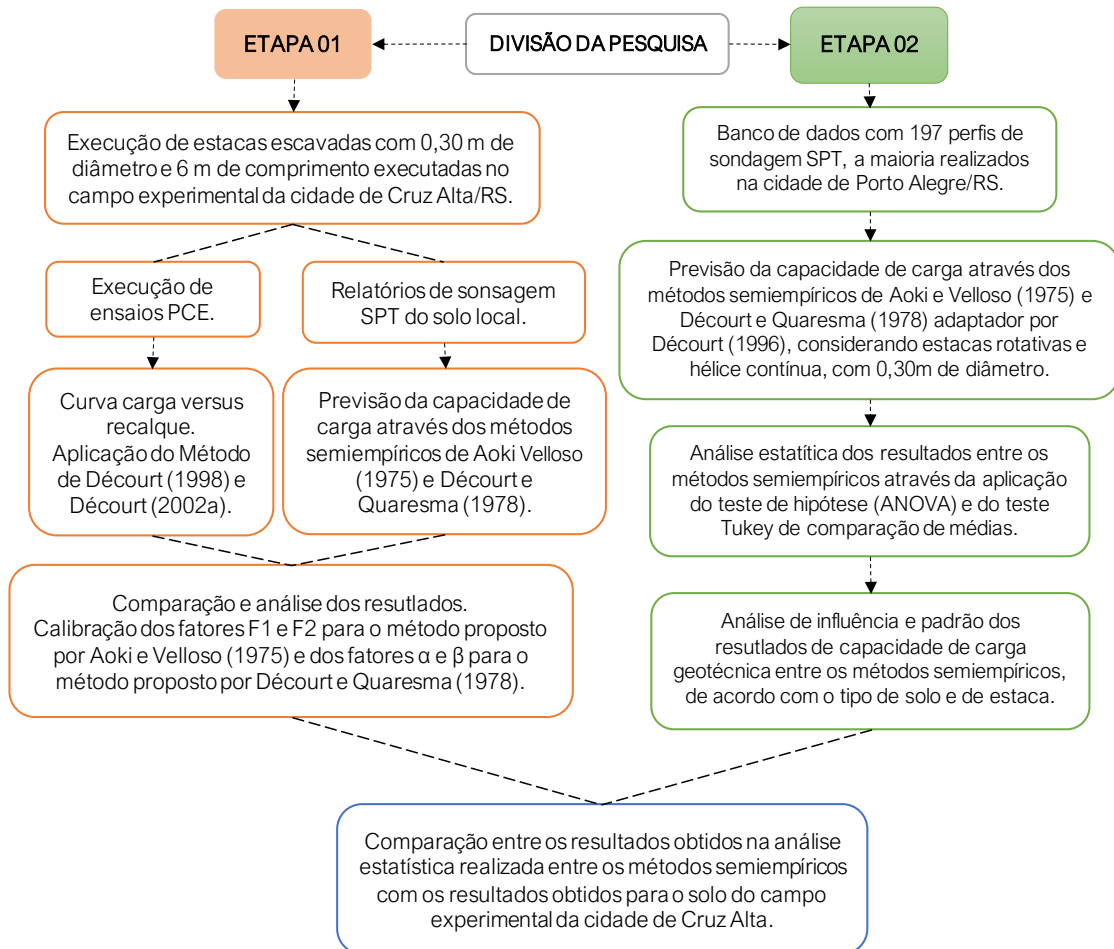 ETAPA 01
DIVISÃO DA PESQUISA
ETAPA 02
Execução de estacas escavadas com 0,30 m de
diâmetro e 6 m de comprimento executadas no
campo experimental da cidade de Cruz Alta/RS.
Execução de
ensaios PCE.
Relatórios de sonsagem
SPT do solo local.
Curva carga versus
recalque.
Aplicação do Método
de Décourt (1998) e
Décourt (2002a).
Previsão da capacidade de
carga através dos métodos
semiempíricos de Aoki Velloso
(1975) e Décourt e
Quaresma (1978).
Comparação e análise dos resutlados.
Calibração dos fatores F1 e F2 para o método proposto
por Aoki e Velloso (1975) e dos fatores α e β para o
método proposto por Décourt e Quaresma (1978).
Banco de dados com 197 perfis de
sondagem SPT, a maioria realizados
na cidade de Porto Alegre/RS.
Previsão da capacidade de carga através dos
métodos semiempíricos de Aoki e Velloso (1975) e
Décourt e Quaresma (1978) adaptador por
Décourt (1996), considerando estacas rotativas e
hélice contínua, com 0,30m de diâmetro.
Análise estatítica dos resultados entre os
métodos semiempíricos através da aplicação
do teste de hipótese (ANOVA) e do teste
Tukey de comparação de médias.
Análise de influência e padrão dos
resutlados de capacidade de carga
geotécnica entre os métodos semiempíricos,
de acordo com o tipo de solo e de estaca.
Comparação entre os resultados obtidos na análise
estatística realizada entre os métodos semiempíricos
com os resultados obtidos para o solo do campo
experimental da cidade de Cruz Alta.